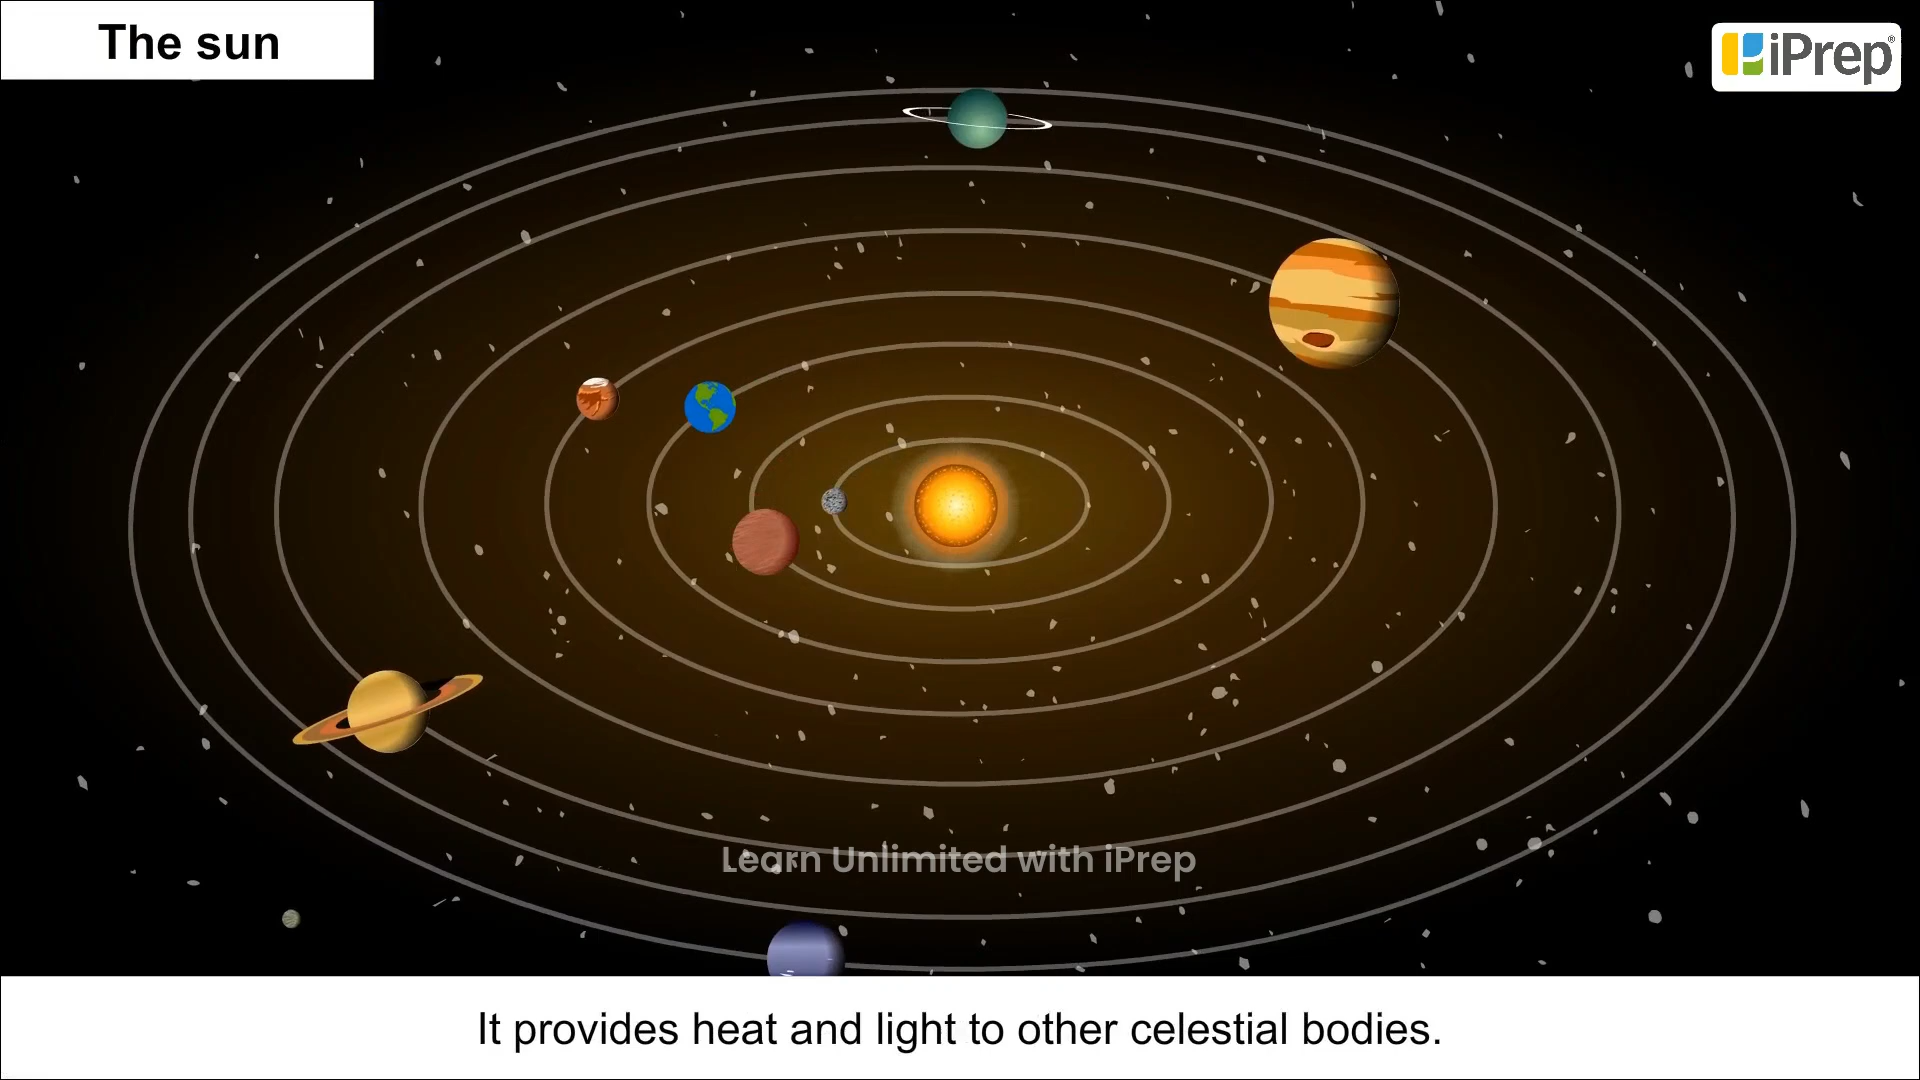 The sun
iPrep®
Learn Unlimited with iPrep
It provides heat and light to other celestial bodies.